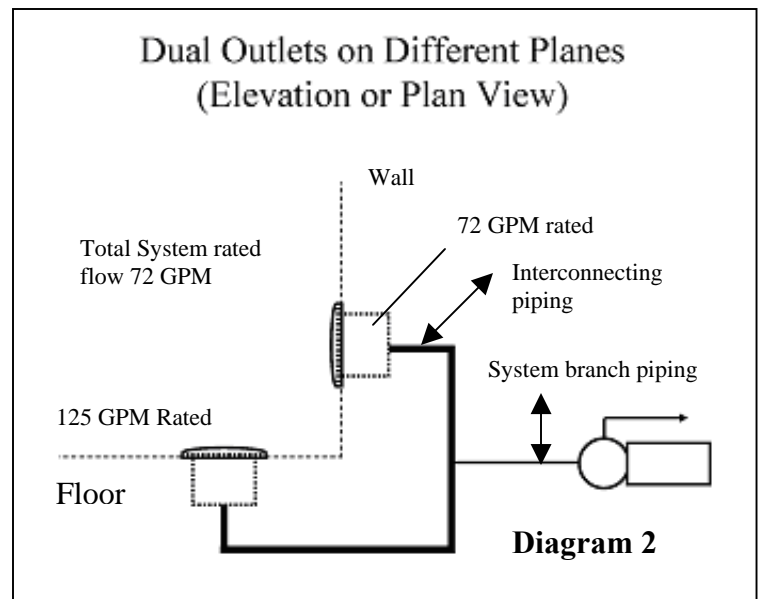 Dual Outlets on Different Planes
(Elevation or Plan View)
Wall
72 GPM rated
Total System rated
flow 72 GPM
Interconnecting
piping
System branch piping
125 GPM Rated
Floor
Diagram 2